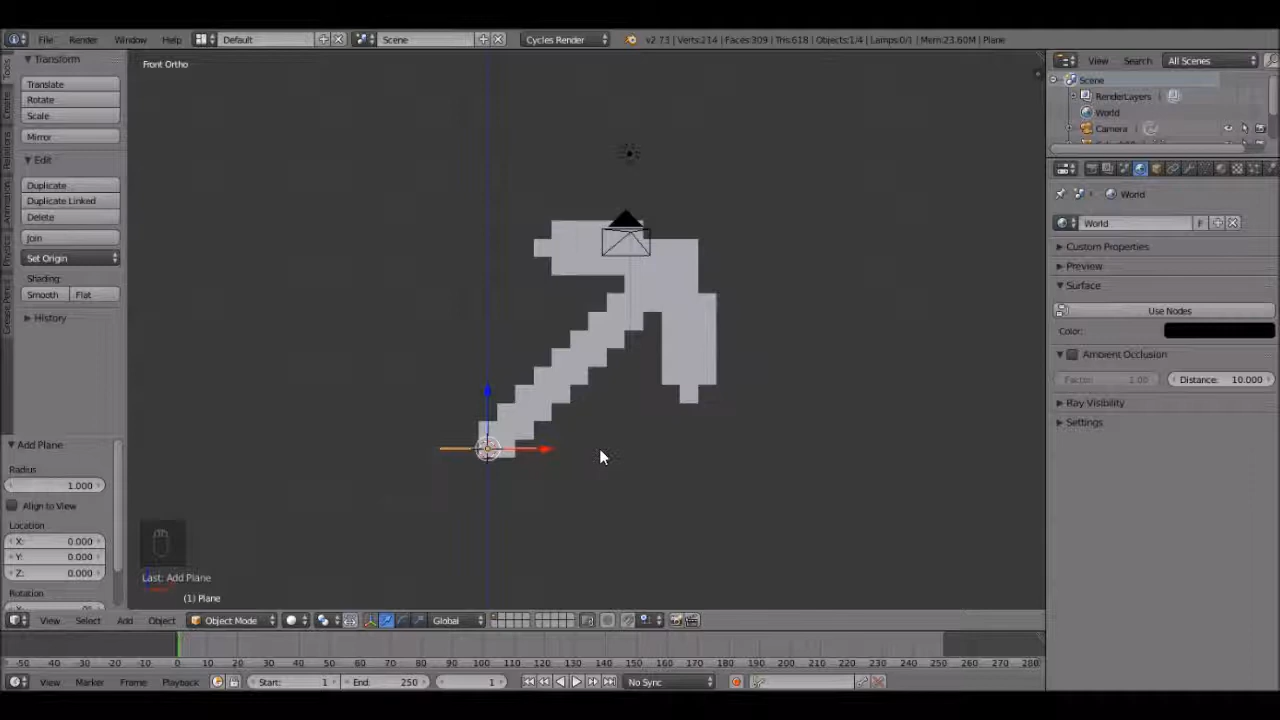 File Render Window Help Default Scene Cycles Render v2.73 | Verts:214 | Faces:309 | Tris:618 | Objects:1/4 | Lamps:0/1 | Mem:23.60M | Plane
Tools
Create
Relations
Animation
Physics
Grease Pencil
Transform
Translate
Rotate
Scale
Mirror
Edit
Duplicate
Duplicate Linked
Delete
Join
Set Origin
Shading:
Smooth Flat
History
Add Plane
Radius
1.000
Align to View
Location
X: 0.000
Y: 0.000
Z: 0.000
Rotation
Front Ortho
Last: Add Plane
(1) Plane
View Select Add Object Object Mode Global
-50 -40 -30 -20 -10 0 10 20 30 40 50 60 70 80 90 100 110 120 130 140 150 160 170 180 190 200 210 220 230 240 250 260 270 280
View Marker Frame Playback Start: 1 End: 250 1 No Sync
View Search All Scenes
Scene
RenderLayers
World
Camera
World
World F
Custom Properties
Preview
Surface
Use Nodes
Color:
Ambient Occlusion
Factor: 1.00 Distance: 10.000
Ray Visibility
Settings